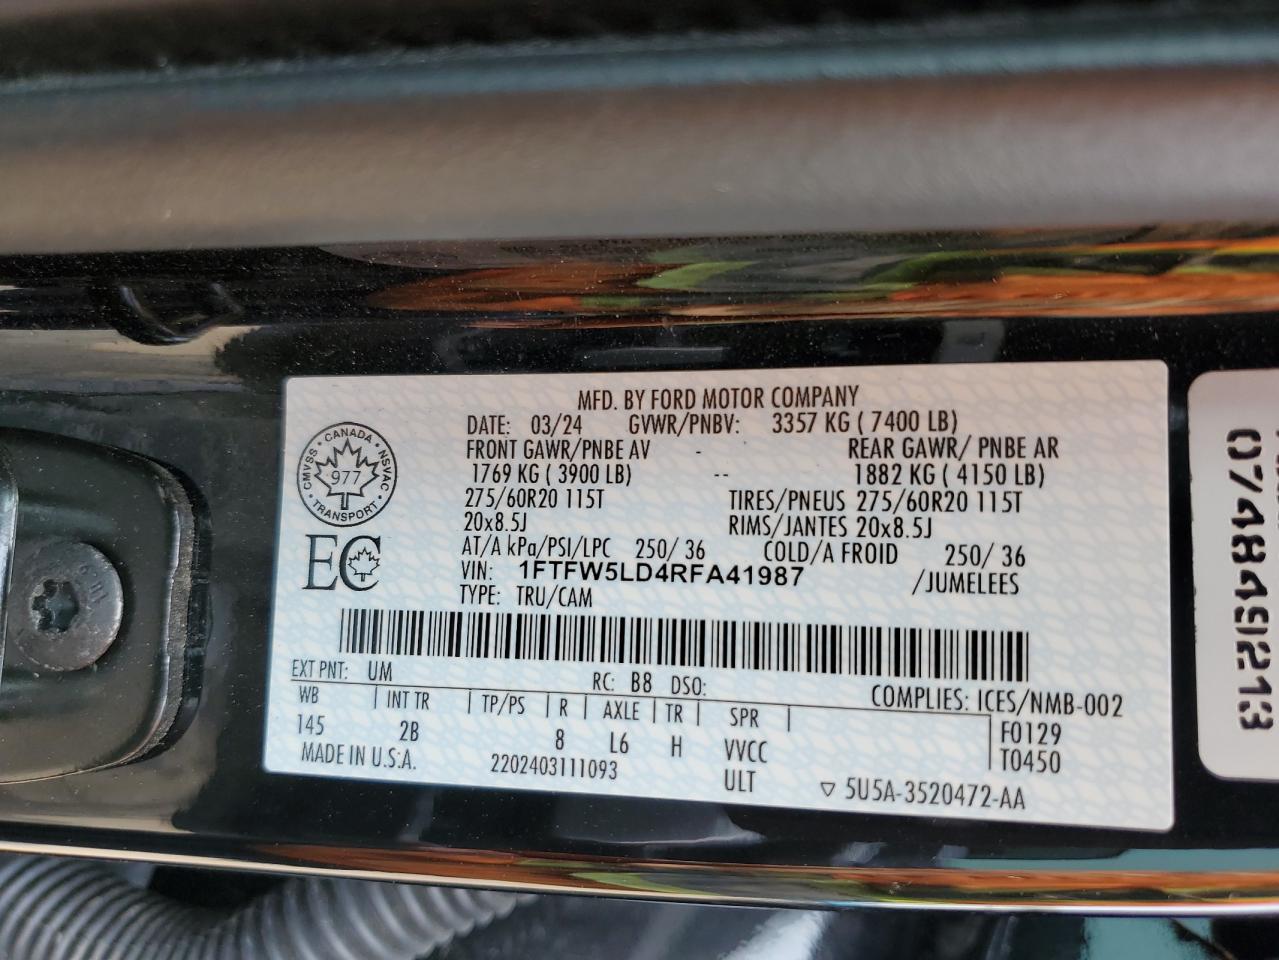 MFD. BY FORD MOTOR COMPANY
DATE: 03/24 GVWR/PNBV: 3357 KG ( 7400 LB)
FRONT GAWR/PNBE AV - REAR GAWR/ PNBE AR
1769 KG ( 3900 LB) -- 1882 KG ( 4150 LB)
275/60R20 115T TIRES/PNEUS 275/60R20 115T
20x8.5J RIMS/JANTES 20x8.5J
AT/A kPa/PSI/LPC 250/ 36 COLD/A FROID 250/ 36
VIN: 1FTFW5LD4RFA41987 /JUMELEES
TYPE: TRU/CAM
CANADA
CMVSS 977 NSVAC
TRANSPORT
EC
EXT PNT: UM RC: B8 DSO: COMPLIES: ICES/NMB-002
WB | INT TR | TP/PS | R | AXLE | TR | SPR | F0129
145 2B 8 L6 H VVCC T0450
MADE IN U.S.A. 2202403111093 ULT ▽ 5U5A-3520472-AA
074849213